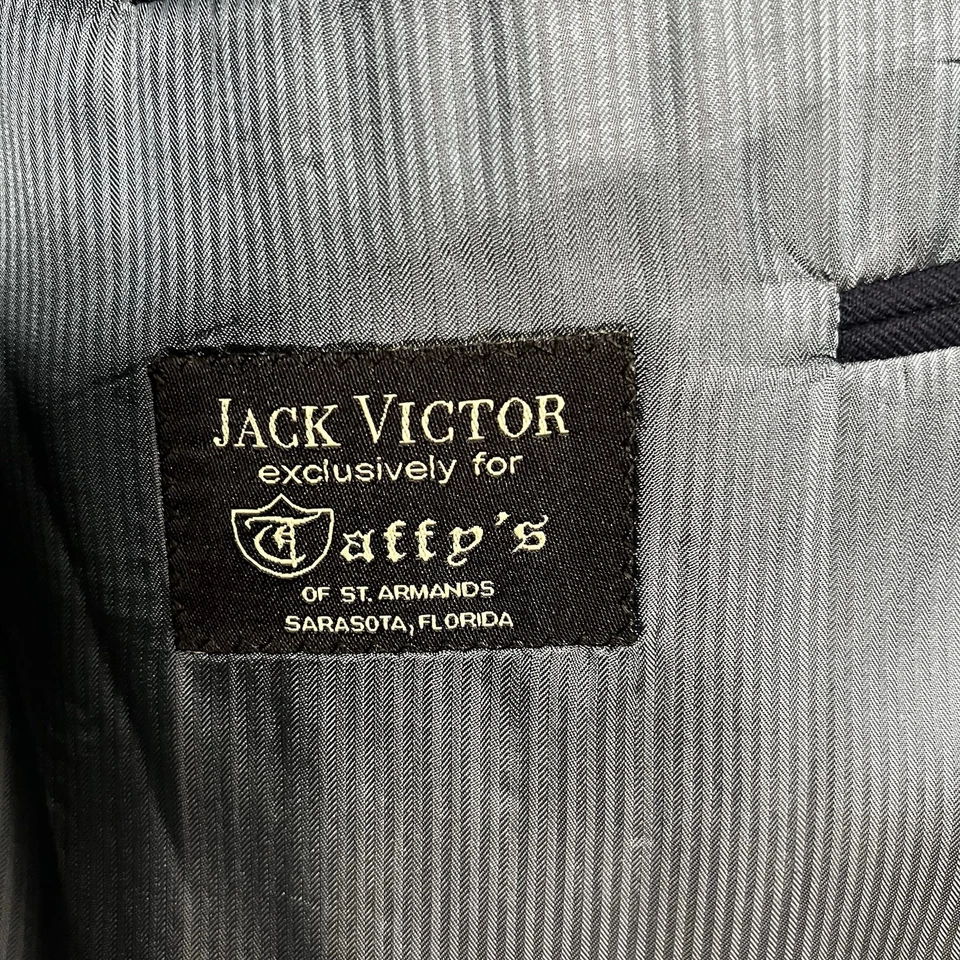 JACK VICTOR
exclusively for
Taffy's
OF ST. ARMANDS
SARASOTA, FLORIDA